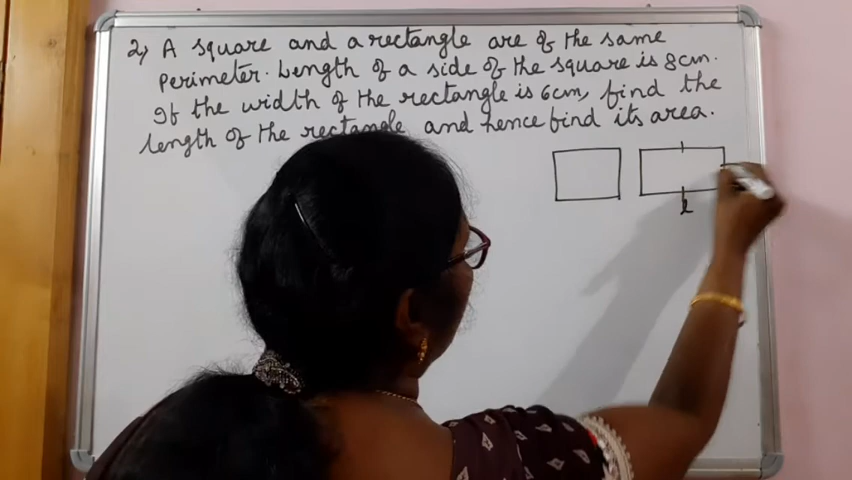 2, A square and a rectangle are of the same
perimeter. Length of a side of the square is 8cm.
If the width of the rectangle is 6cm, find the
length of the rectangle and hence find its area.
l